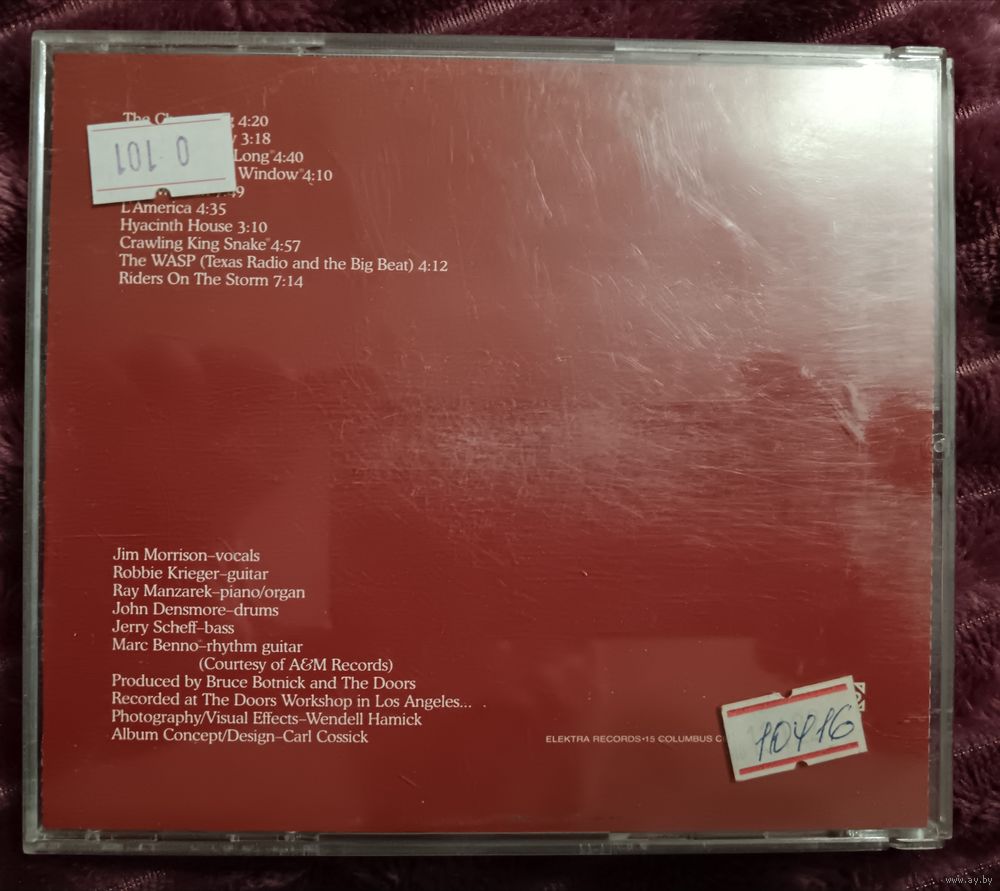 The 4:20
3:18
Long 4:40
Window 4:10
L'America 4:35
Hyacinth House 3:10
Crawling King Snake 4:57
The WASP (Texas Radio and the Big Beat) 4:12
Riders On The Storm 7:14
0 101
Jim Morrison–vocals
Robbie Krieger–guitar
Ray Manzarek–piano/organ
John Densmore–drums
Jerry Scheff–bass
Marc Benno–rhythm guitar
(Courtesy of A&M Records)
Produced by Bruce Botnick and The Doors
Recorded at The Doors Workshop in Los Angeles...
Photography/Visual Effects–Wendell Hamick
Album Concept/Design–Carl Cossick
ELEKTRA RECORDS•15 COLUMBUS
10416
www.ay.by